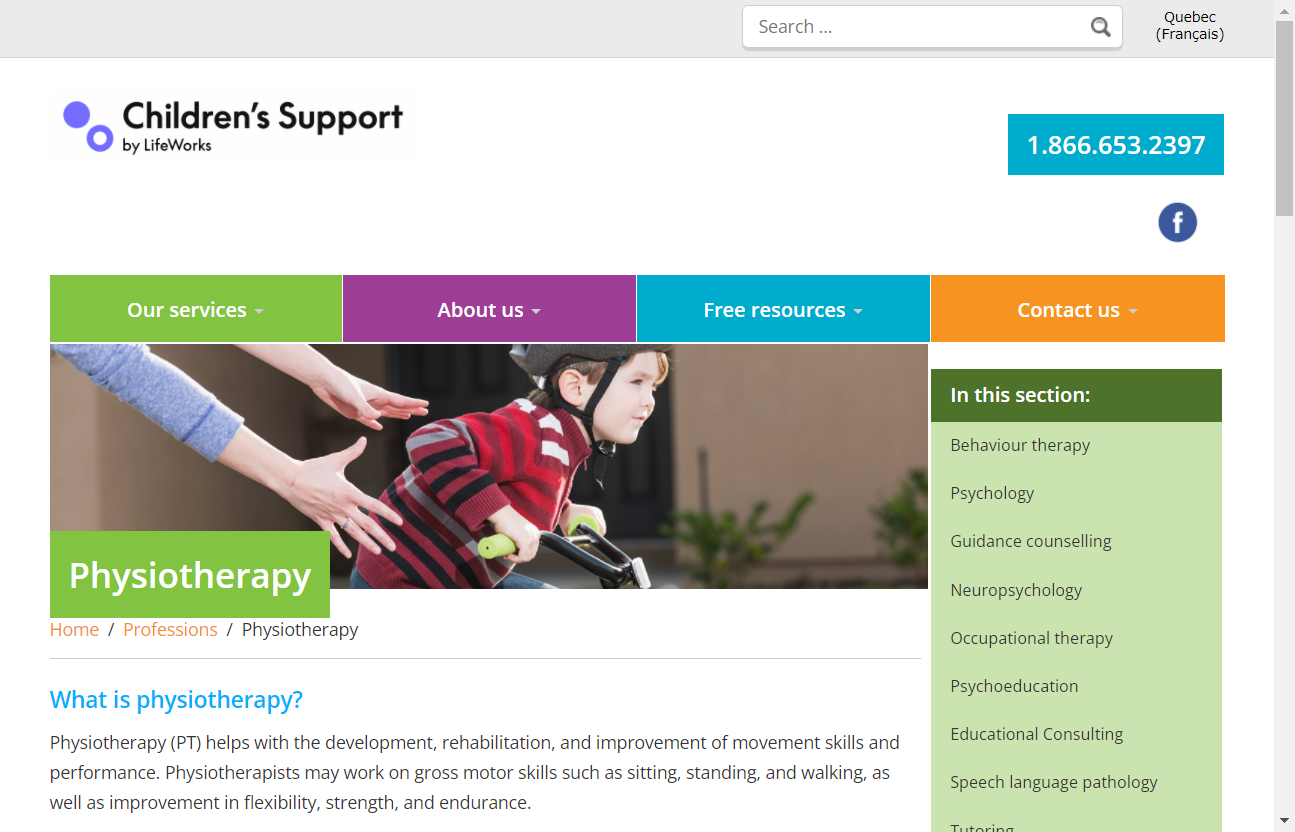 Search ...
Quebec
(Français)
Children's Support
by LifeWorks
1.866.653.2397
f
Our services
About us
Free resources
Contact us
Physiotherapy
Home / Professions / Physiotherapy
What is physiotherapy?
Physiotherapy (PT) helps with the development, rehabilitation, and improvement of movement skills and
performance. Physiotherapists may work on gross motor skills such as sitting, standing, and walking, as
well as improvement in flexibility, strength, and endurance.
In this section:
Behaviour therapy
Psychology
Guidance counselling
Neuropsychology
Occupational therapy
Psychoeducation
Educational Consulting
Speech language pathology
Tutoring